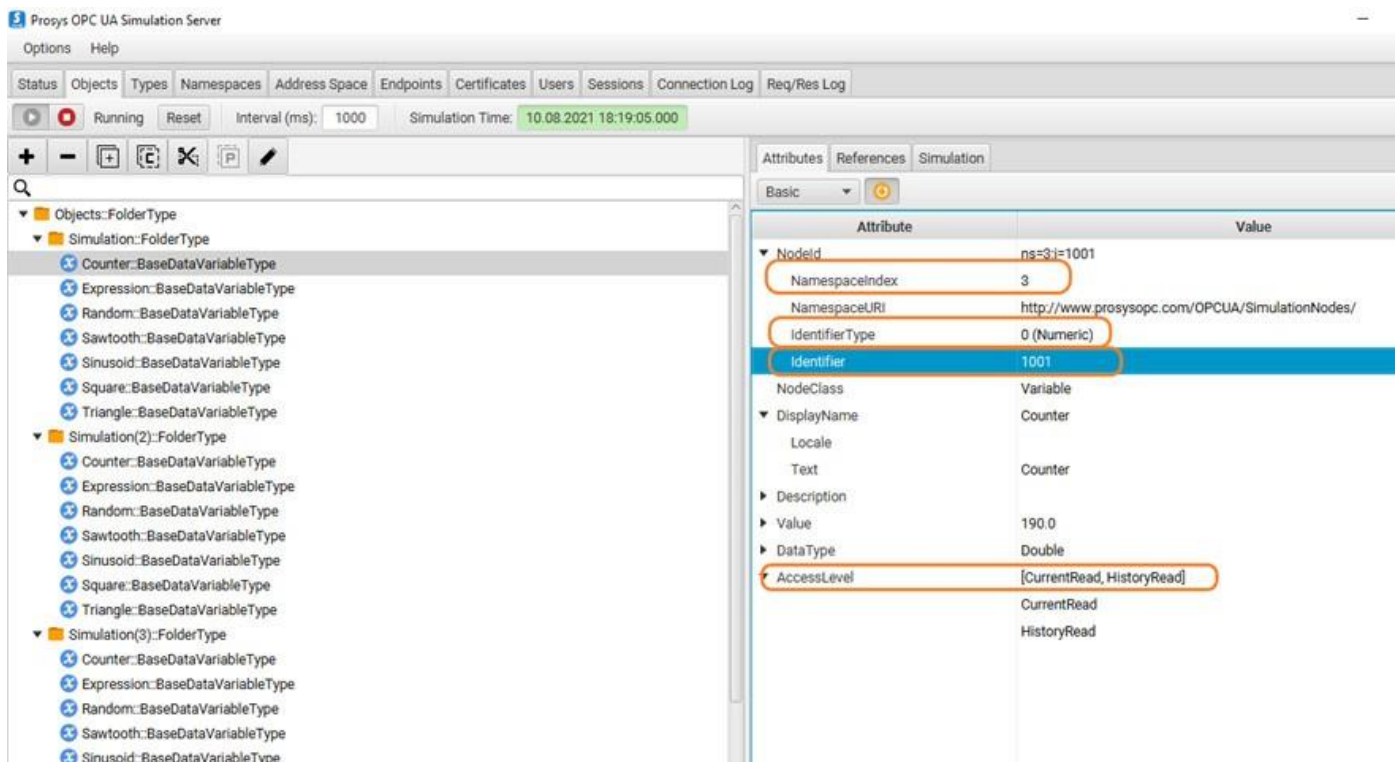 Prosys OPC UA Simulation Server
Options Help
Status Objects Types Namespaces Address Space Endpoints Certificates Users Sessions Connection Log Req/Res Log
Running Reset Interval (ms): 1000 Simulation Time: 10.08.2021 18:19:05.000
Objects::FolderType
Simulation::FolderType
Counter::BaseDataVariableType
Expression::BaseDataVariableType
Random::BaseDataVariableType
Sawtooth::BaseDataVariableType
Sinusoid::BaseDataVariableType
Square::BaseDataVariableType
Triangle::BaseDataVariableType
Simulation(2)::FolderType
Counter::BaseDataVariableType
Expression::BaseDataVariableType
Random::BaseDataVariableType
Sawtooth::BaseDataVariableType
Sinusoid::BaseDataVariableType
Square::BaseDataVariableType
Triangle::BaseDataVariableType
Simulation(3)::FolderType
Counter::BaseDataVariableType
Expression::BaseDataVariableType
Random::BaseDataVariableType
Sawtooth::BaseDataVariableType
Sinusoid::BaseDataVariableType
Attributes References Simulation
Basic
Attribute Value
NodeId ns=3;i=1001
NamespaceIndex 3
NamespaceURI http://www.prosysopc.com/OPCUA/SimulationNodes/
IdentifierType 0 (Numeric)
Identifier 1001
NodeClass Variable
DisplayName Counter
Locale
Text Counter
Description
Value 190.0
DataType Double
AccessLevel [CurrentRead, HistoryRead]
CurrentRead
HistoryRead